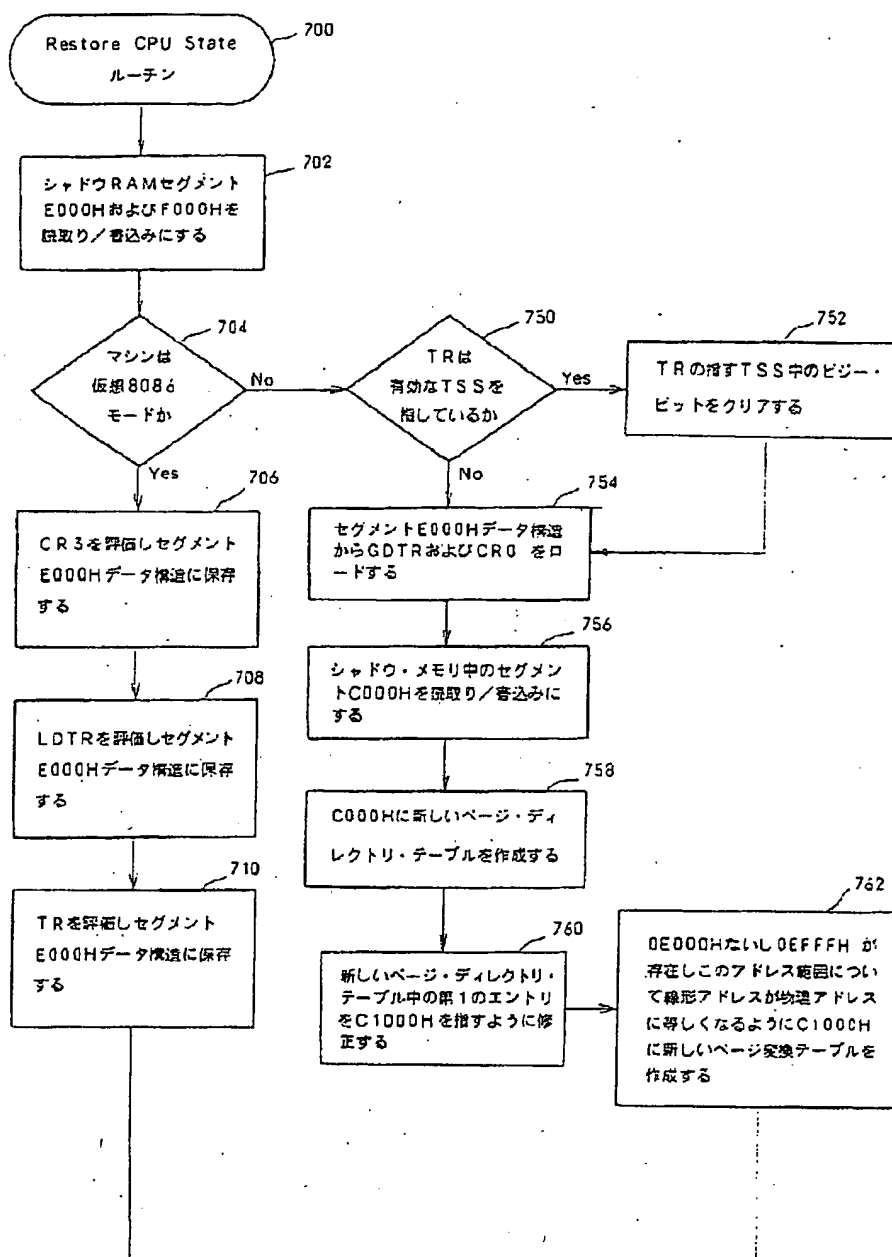 Restore CPU State
ルーチン
700
702
シャドウRAMセグメント
E000HおよびF000Hを
読取り/書込みにする
704
マシンは
仮想8086
モードか
No
Yes
750
TRは
有効なTSSを
指しているか
Yes
No
752
TRの指すTSS中のビジー・
ビットをクリアする
706
CR3を評価しセグメント
E000Hデータ構造に保存
する
754
セグメントE000Hデータ構造
からGDTRおよびCR0をロ
ードする
756
シャドウ・メモリ中のセグメン
トC000Hを読取り/書込みに
する
708
LDTRを評価しセグメント
E000Hデータ構造に保存
する
758
C000Hに新しいページ・ディ
レクトリ・テーブルを作成する
710
TRを評価しセグメント
E000Hデータ構造に保存
する
760
新しいページ・ディレクトリ・
テーブル中の第1のエントリ
をC1000Hを指すように修
正する
762
0E000Hないし0EFFFHが
存在しこのアドレス範囲につい
て線形アドレスが物理アドレス
に等しくなるようにC1000H
に新しいページ変換テーブルを
作成する